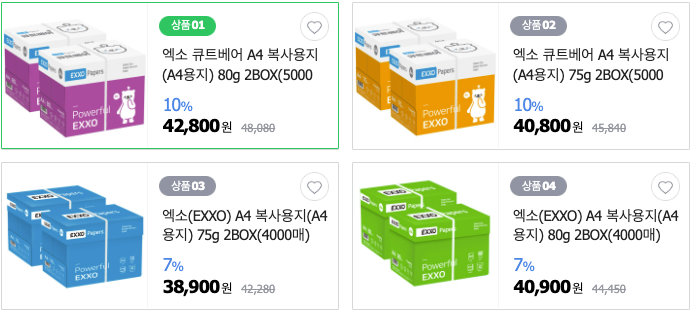 상품 01
엑소 큐트베어 A4 복사용지
(A4용지) 80g 2BOX(5000
10%
42,800원 48,080
EXXO Papers
Powerful
EXXO
상품 02
엑소 큐트베어 A4 복사용지
(A4용지) 75g 2BOX(5000
10%
40,800원 45,840
EXXO Papers
Powerful
EXXO
상품 03
엑소(EXXO) A4 복사용지(A4
용지) 75g 2BOX(4000매)
7%
38,900원 42,280
EXXO Papers
Powerful
EXXO
상품 04
엑소(EXXO) A4 복사용지(A4
용지) 80g 2BOX(4000매)
7%
40,900원 44,450
EXXO Papers
Powerful
EXXO